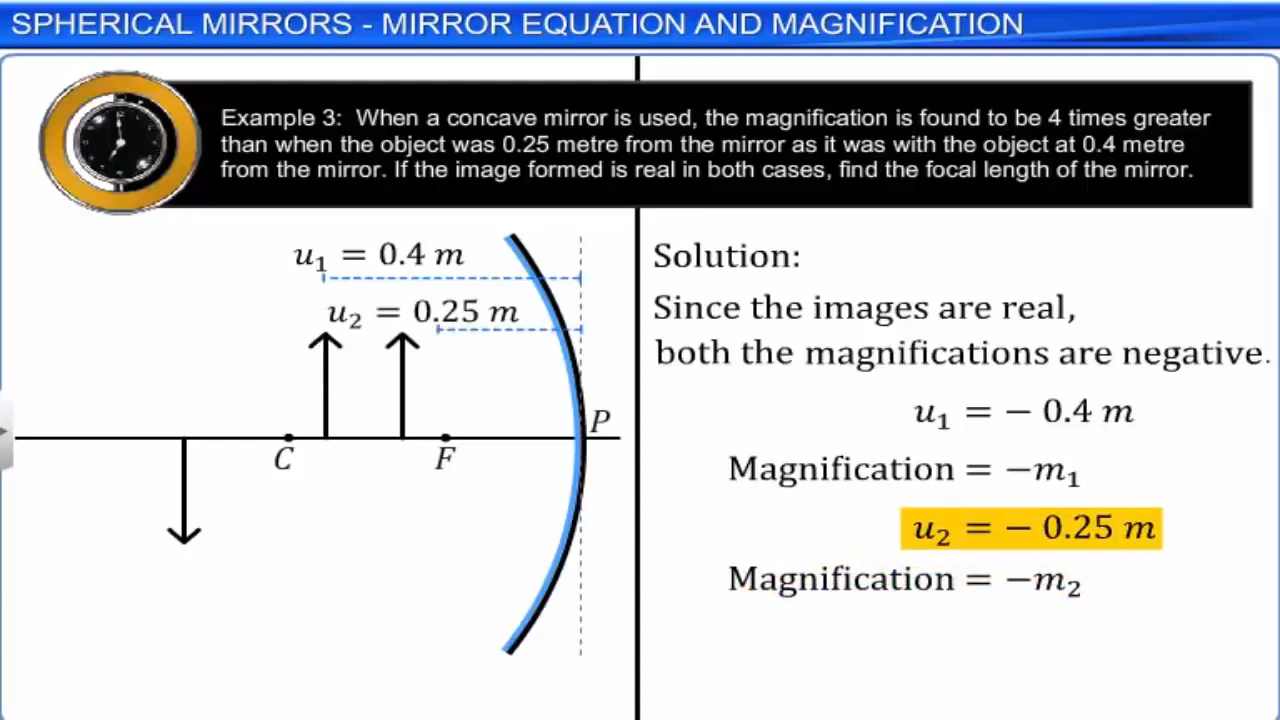 SPHERICAL MIRRORS - MIRROR EQUATION AND MAGNIFICATION
Example 3: When a concave mirror is used, the magnification is found to be 4 times greater
than when the object was 0.25 metre from the mirror as it was with the object at 0.4 metre
from the mirror. If the image formed is real in both cases, find the focal length of the mirror.
u₁ = 0.4 m
u₂ = 0.25 m
P
C
F
Solution:
Since the images are real,
both the magnifications are negative.
u₁ = − 0.4 m
Magnification = −m₁
u₂ = − 0.25 m
Magnification = −m₂